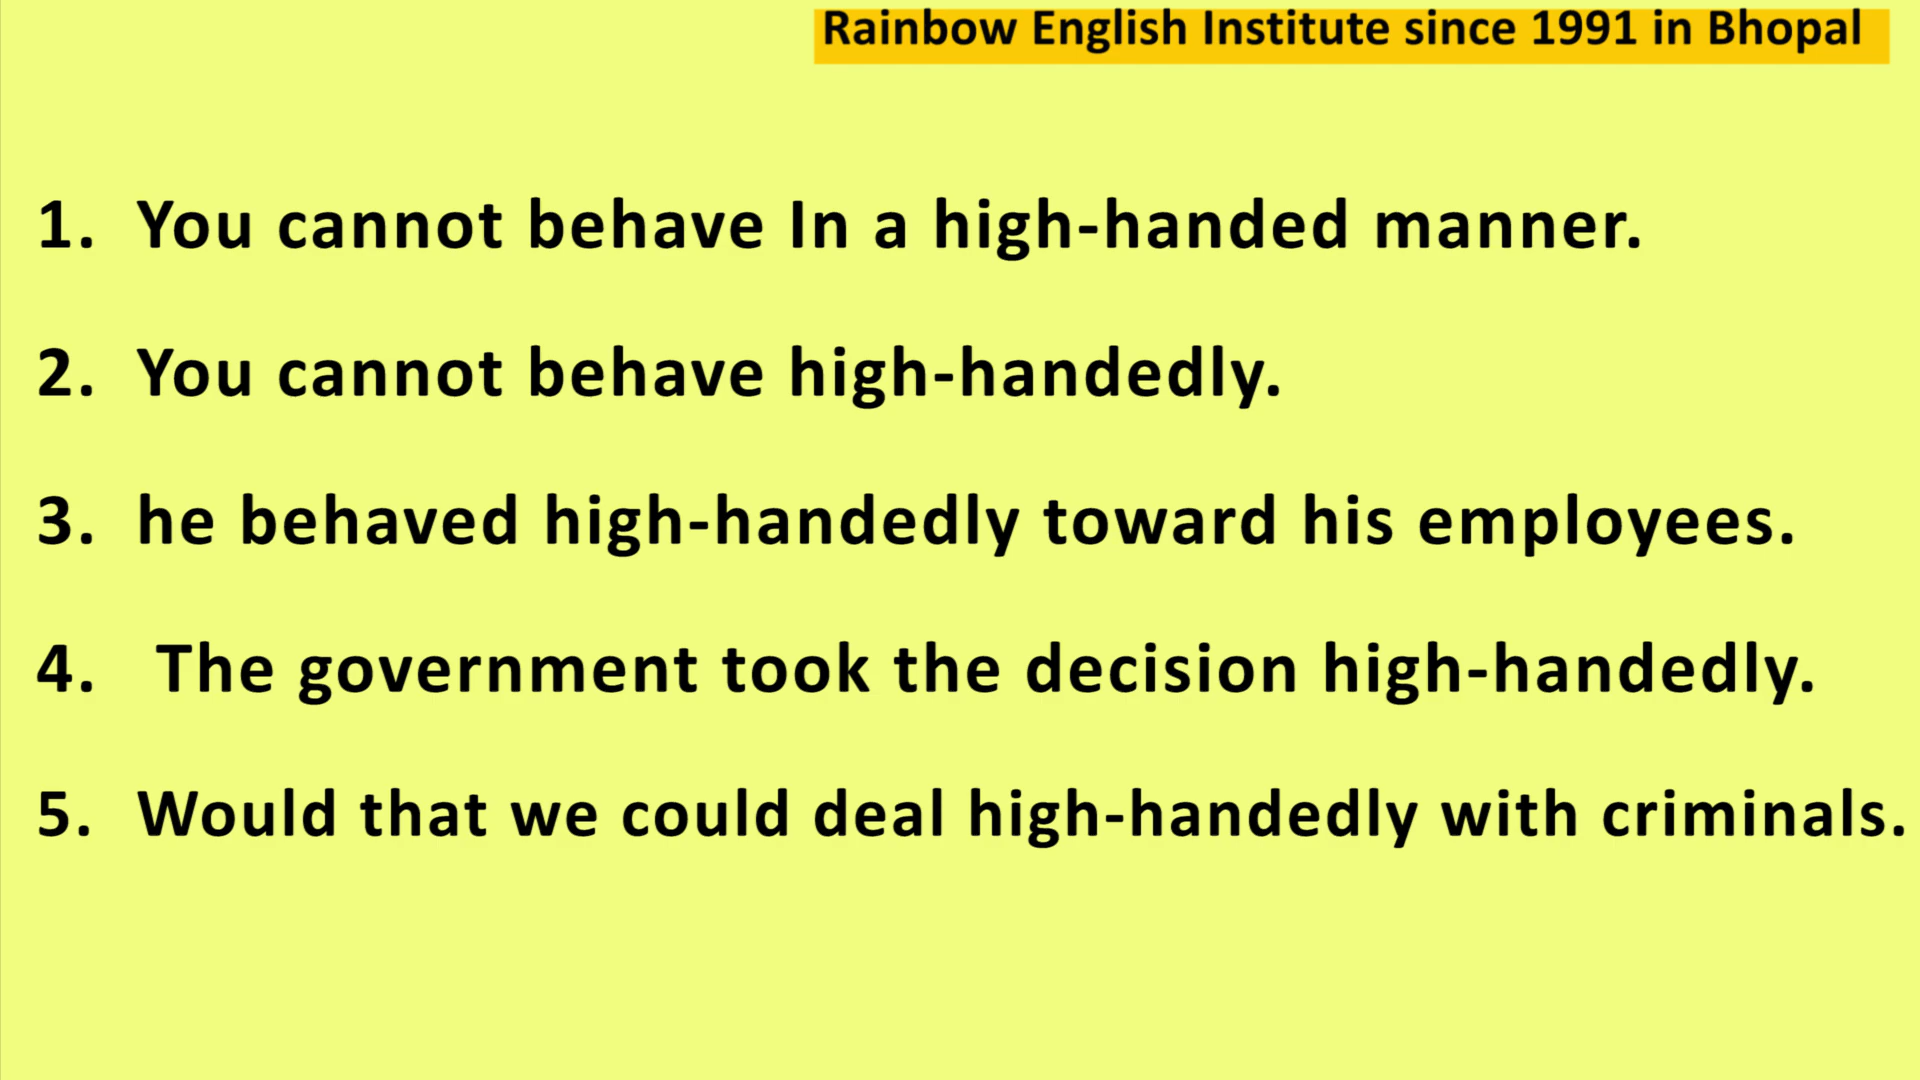 Rainbow English Institute since 1991 in Bhopal
1. You cannot behave In a high-handed manner.
2. You cannot behave high-handedly.
3. he behaved high-handedly toward his employees.
4. The government took the decision high-handedly.
5. Would that we could deal high-handedly with criminals.